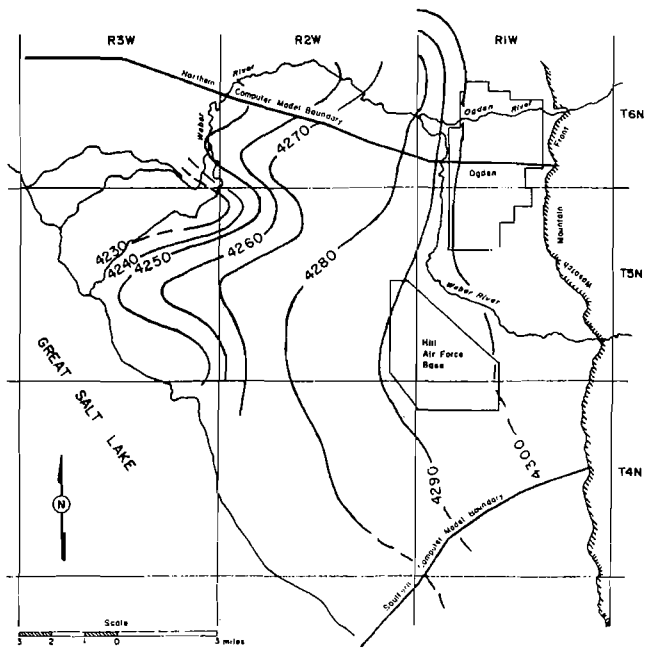 R3W
R2W
R1W
Northern
Computer Model Boundary
Weber
River
Ogden
River
T6N
Ogden
Mountain
Front
Wasatch
4270
4230
4240
4250
4260
4280
T5N
Weber River
Hill
Air Force
Base
GREAT SALT LAKE
N
4290
4300
T4N
Southern
Computer Model Boundary
Scale
3 2 1 0 3 miles